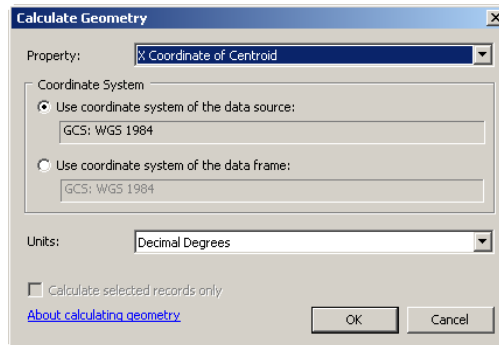 Calculate Geometry
Property: X Coordinate of Centroid
Coordinate System
Use coordinate system of the data source:
GCS: WGS 1984
Use coordinate system of the data frame:
GCS: WGS 1984
Units: Decimal Degrees
Calculate selected records only
About calculating geometry OK Cancel